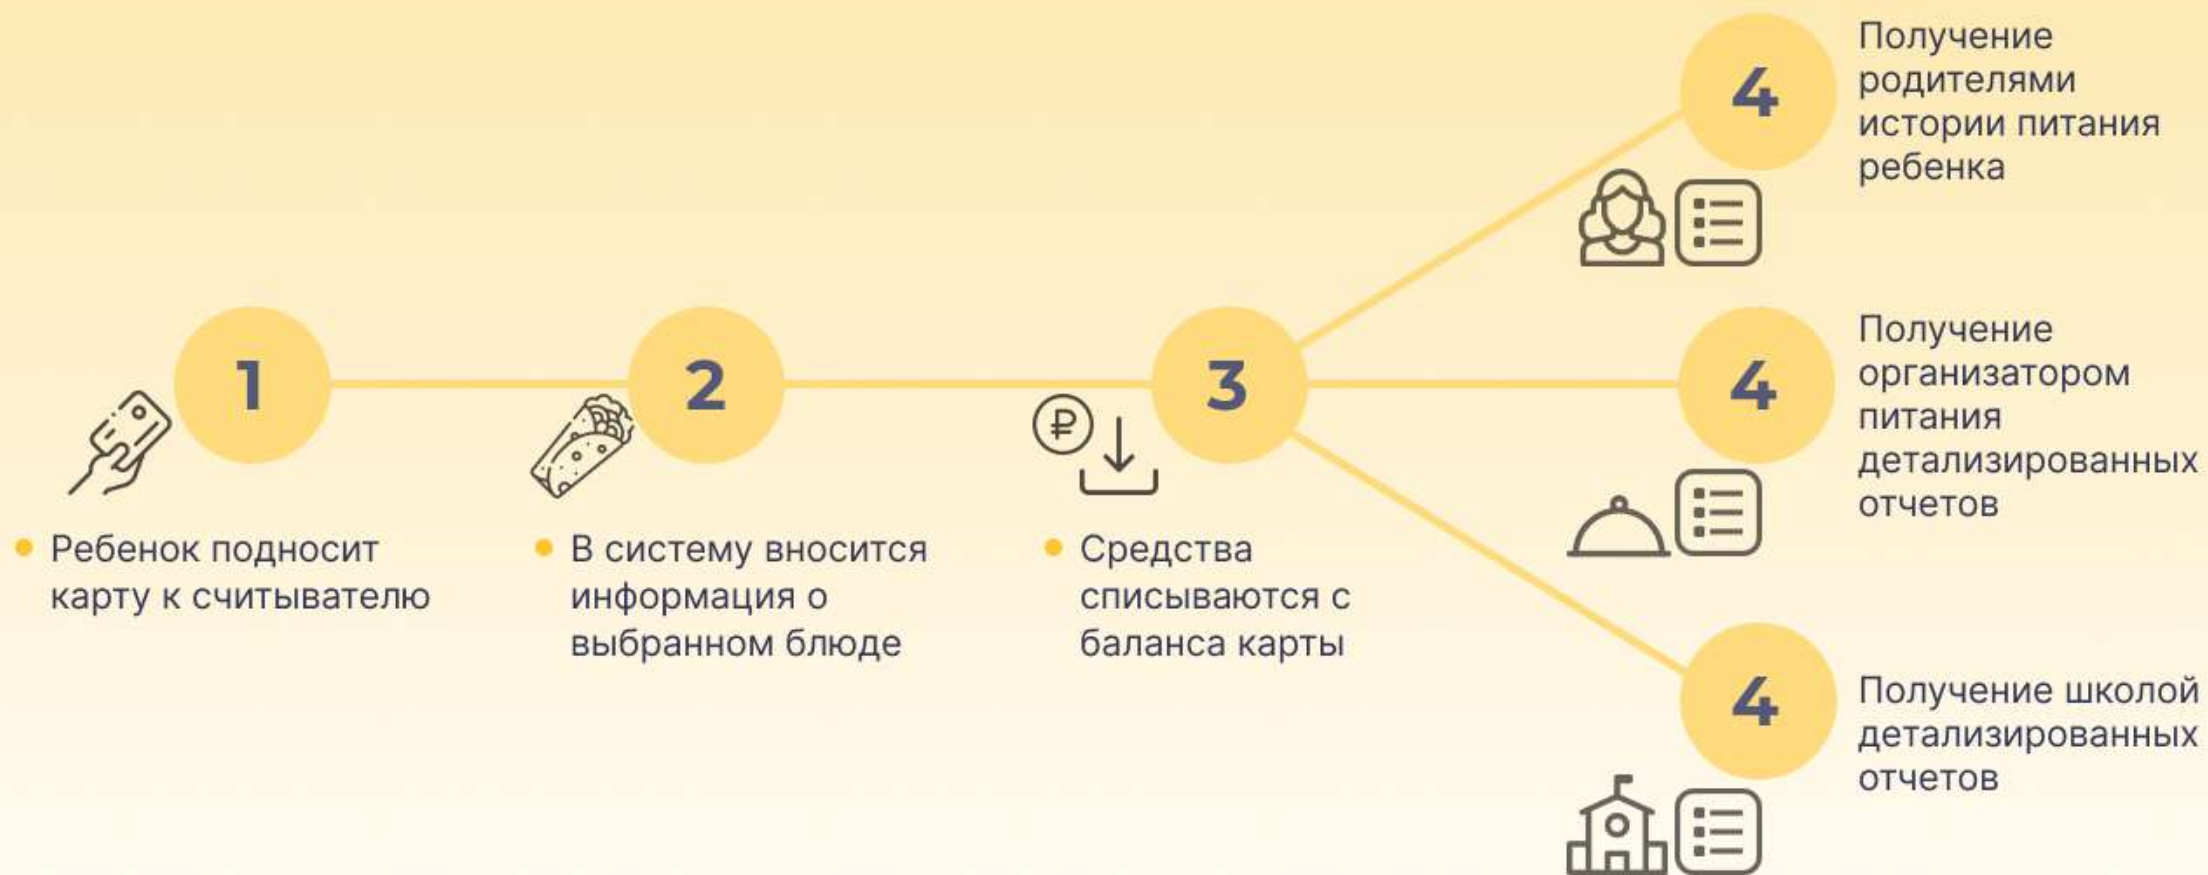 1
Ребенок подносит
карту к считывателю
2
В систему вносится
информация о
выбранном блюде
3
Средства
списываются с
баланса карты
4
Получение
родителями
истории питания
ребенка
4
Получение
организатором
питания
детализированных
отчетов
4
Получение школой
детализированных
отчетов